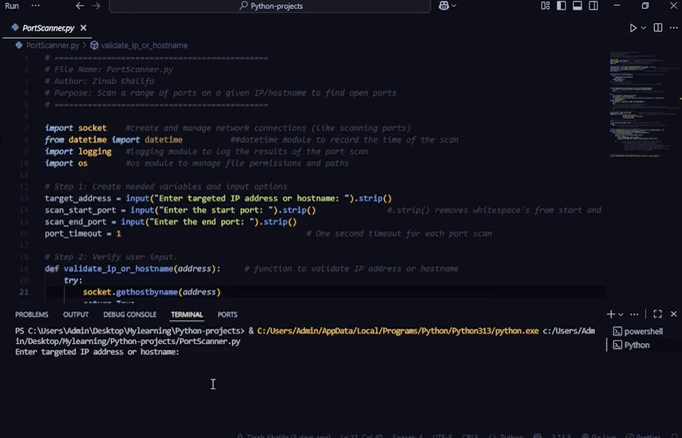 Run ... Python-projects
PortScanner.py
PortScanner.py > validate_ip_or_hostname
1 # ==============================================
2 # File Name: PortScanner.py
3 # Author: Zinab Khalifa
4 # Purpose: Scan a range of ports on a given IP/hostname to find open ports
5 # ==============================================
7 import socket #create and manage network connections (like scanning ports)
8 from datetime import datetime ##datetime module to record the time of the scan
9 import logging #logging module to log the results of the port scan
10 import os #os module to manage file permissions and paths
12 # Step 1: Create needed variables and input options
13 target_address = input("Enter targeted IP address or hostname: ").strip()
14 scan_start_port = input("Enter the start port: ").strip() #.strip() removes whitespace's from start and
15 scan_end_port = input("Enter the end port: ").strip()
16 port_timeout = 1 # One second timeout for each port scan
18 # Step 2: Verify user input.
19 def validate_ip_or_hostname(address): # function to validate IP address or hostname
20 try:
21 socket.gethostbyname(address)
return True
PROBLEMS OUTPUT DEBUG CONSOLE TERMINAL PORTS
PS C:\Users\Admin\Desktop\Mylearning\Python-projects> & C:/Users/Admin/AppData/Local/Programs/Python/Python313/python.exe c:/Users/Adm
in/Desktop/Mylearning/Python-projects/PortScanner.py
Enter targeted IP address or hostname:
powershell
Python